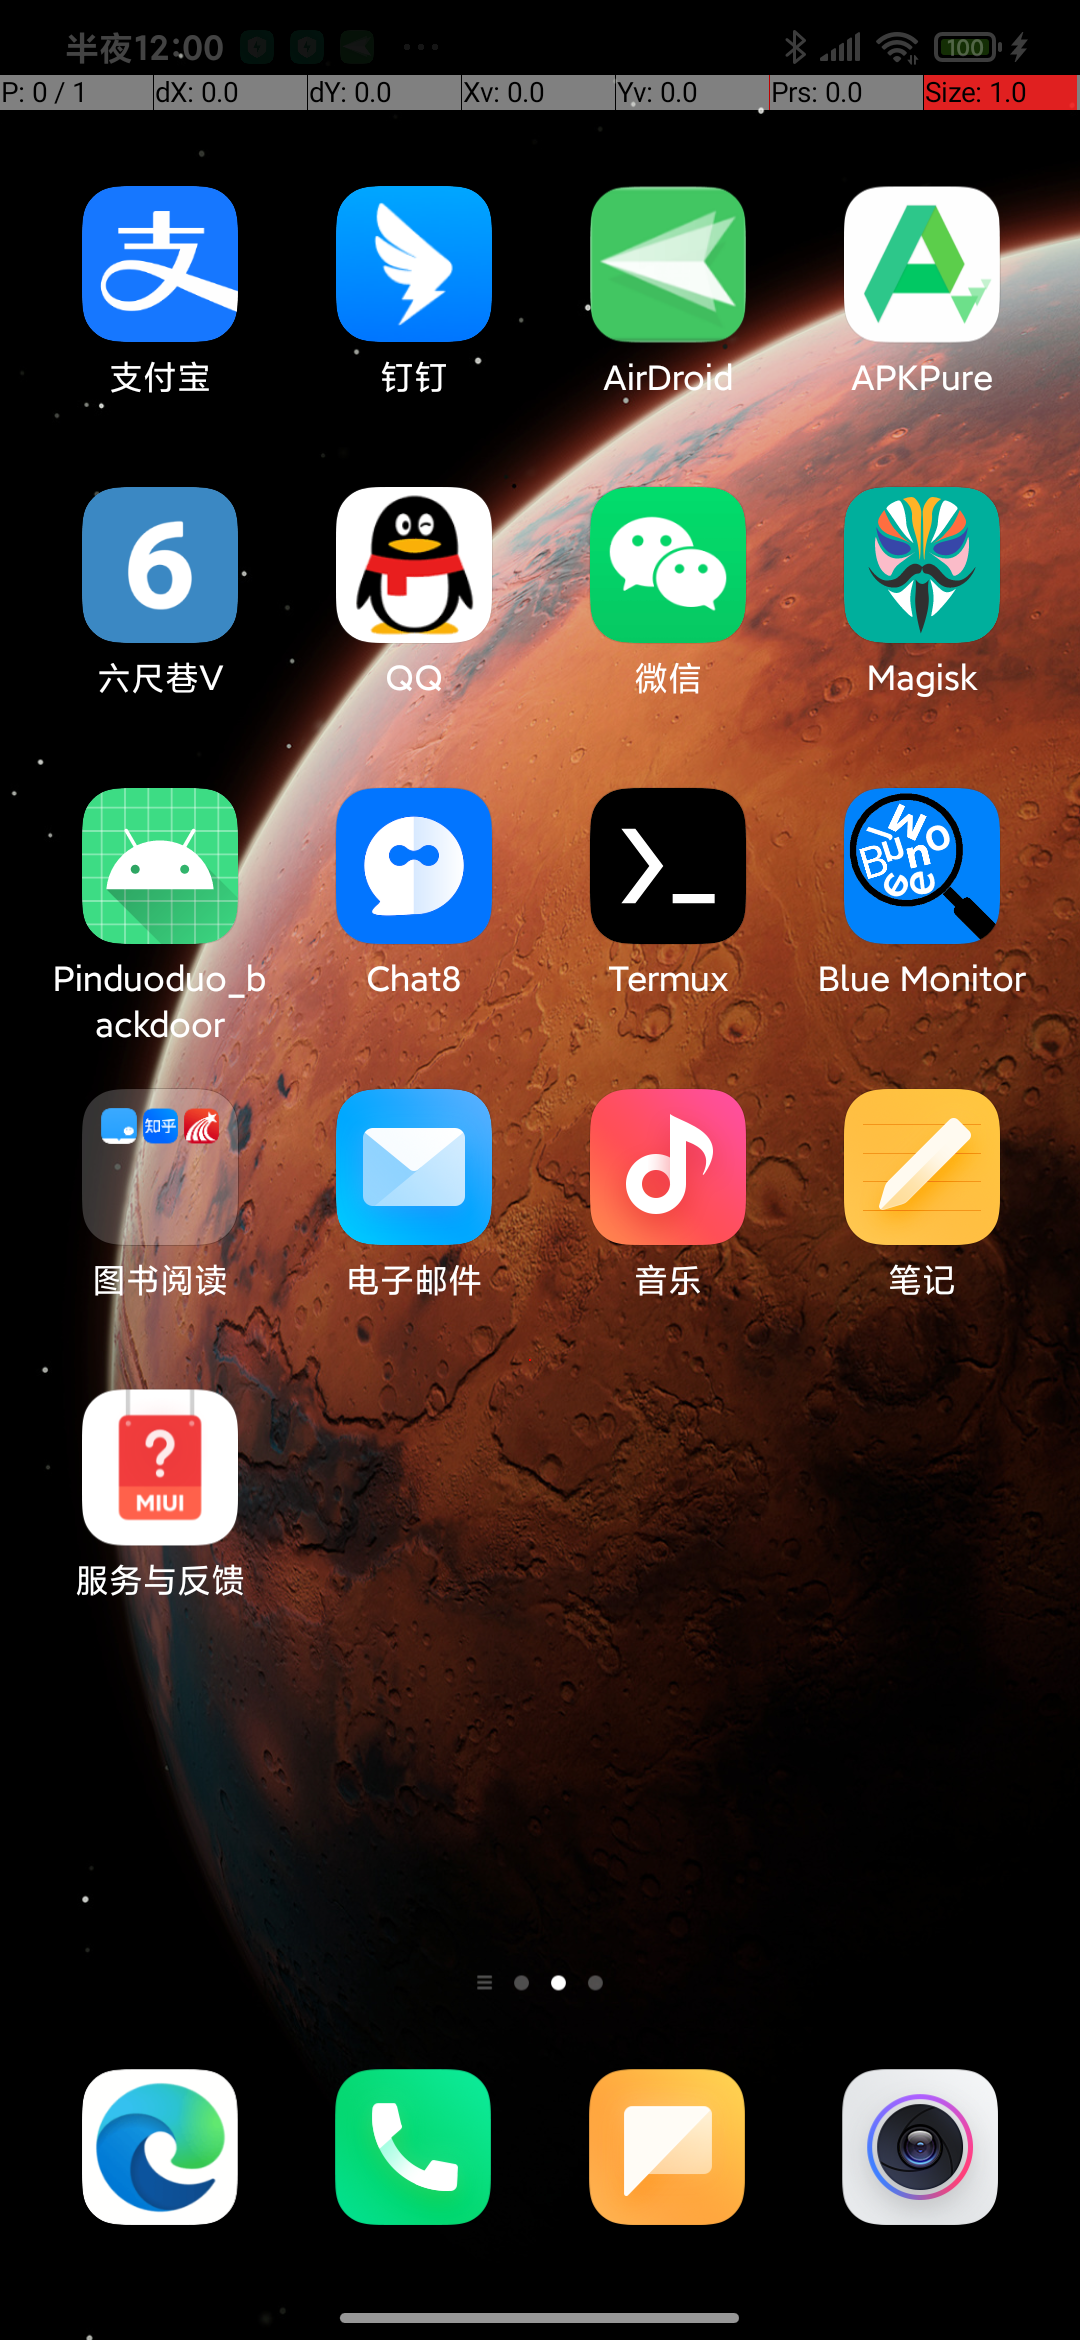 半夜12:00
100
P: 0 / 1
dX: 0.0
dY: 0.0
Xv: 0.0
Yv: 0.0
Prs: 0.0
Size: 1.0
支付宝
钉钉
AirDroid
APKPure
六尺巷V
QQ
微信
Magisk
Pinduoduo_b
ackdoor
Chat8
Termux
Blue Monitor
知乎
图书阅读
电子邮件
音乐
笔记
?
MIUI
服务与反馈